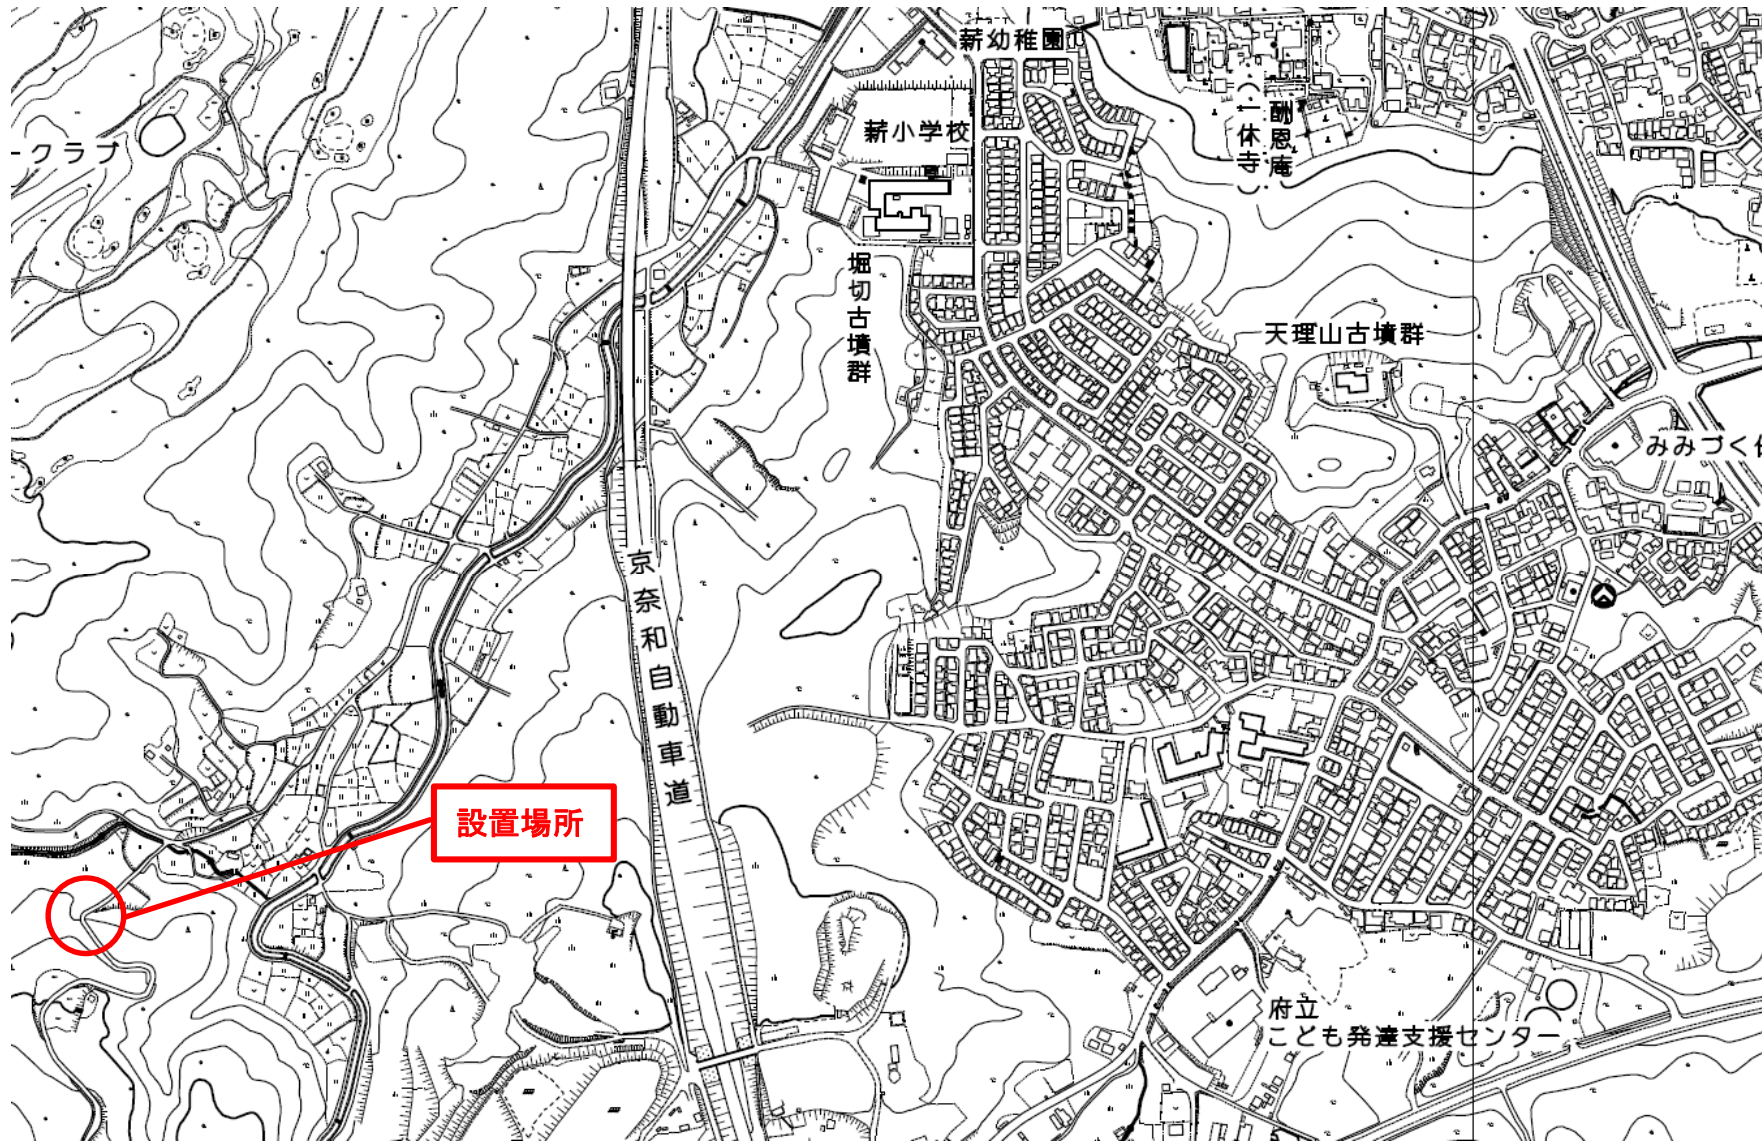 薪幼稚園
酬恩庵
(一休寺)
薪小学校
ークラブ
堀切古墳群
天理山古墳群
みみづく
京奈和自動車道
設置場所
府立
こども発達支援センター